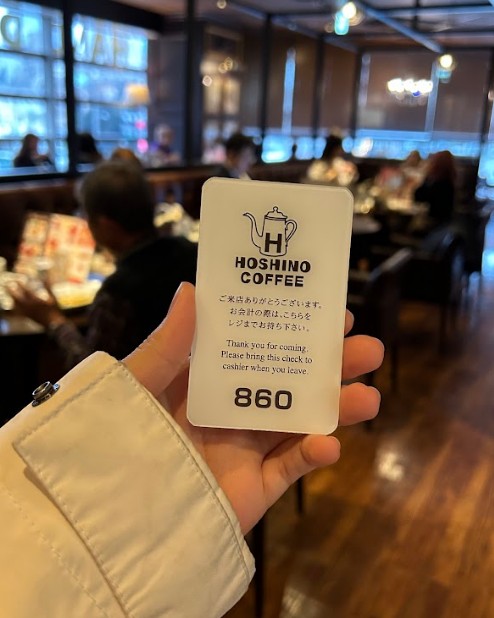 H
HOSHINO
COFFEE
ご来店ありがとうございます。
お会計の際は、こちらを
レジまでお持ち下さい。
Thank you for coming.
Please bring this check to
cashier when you leave.
860